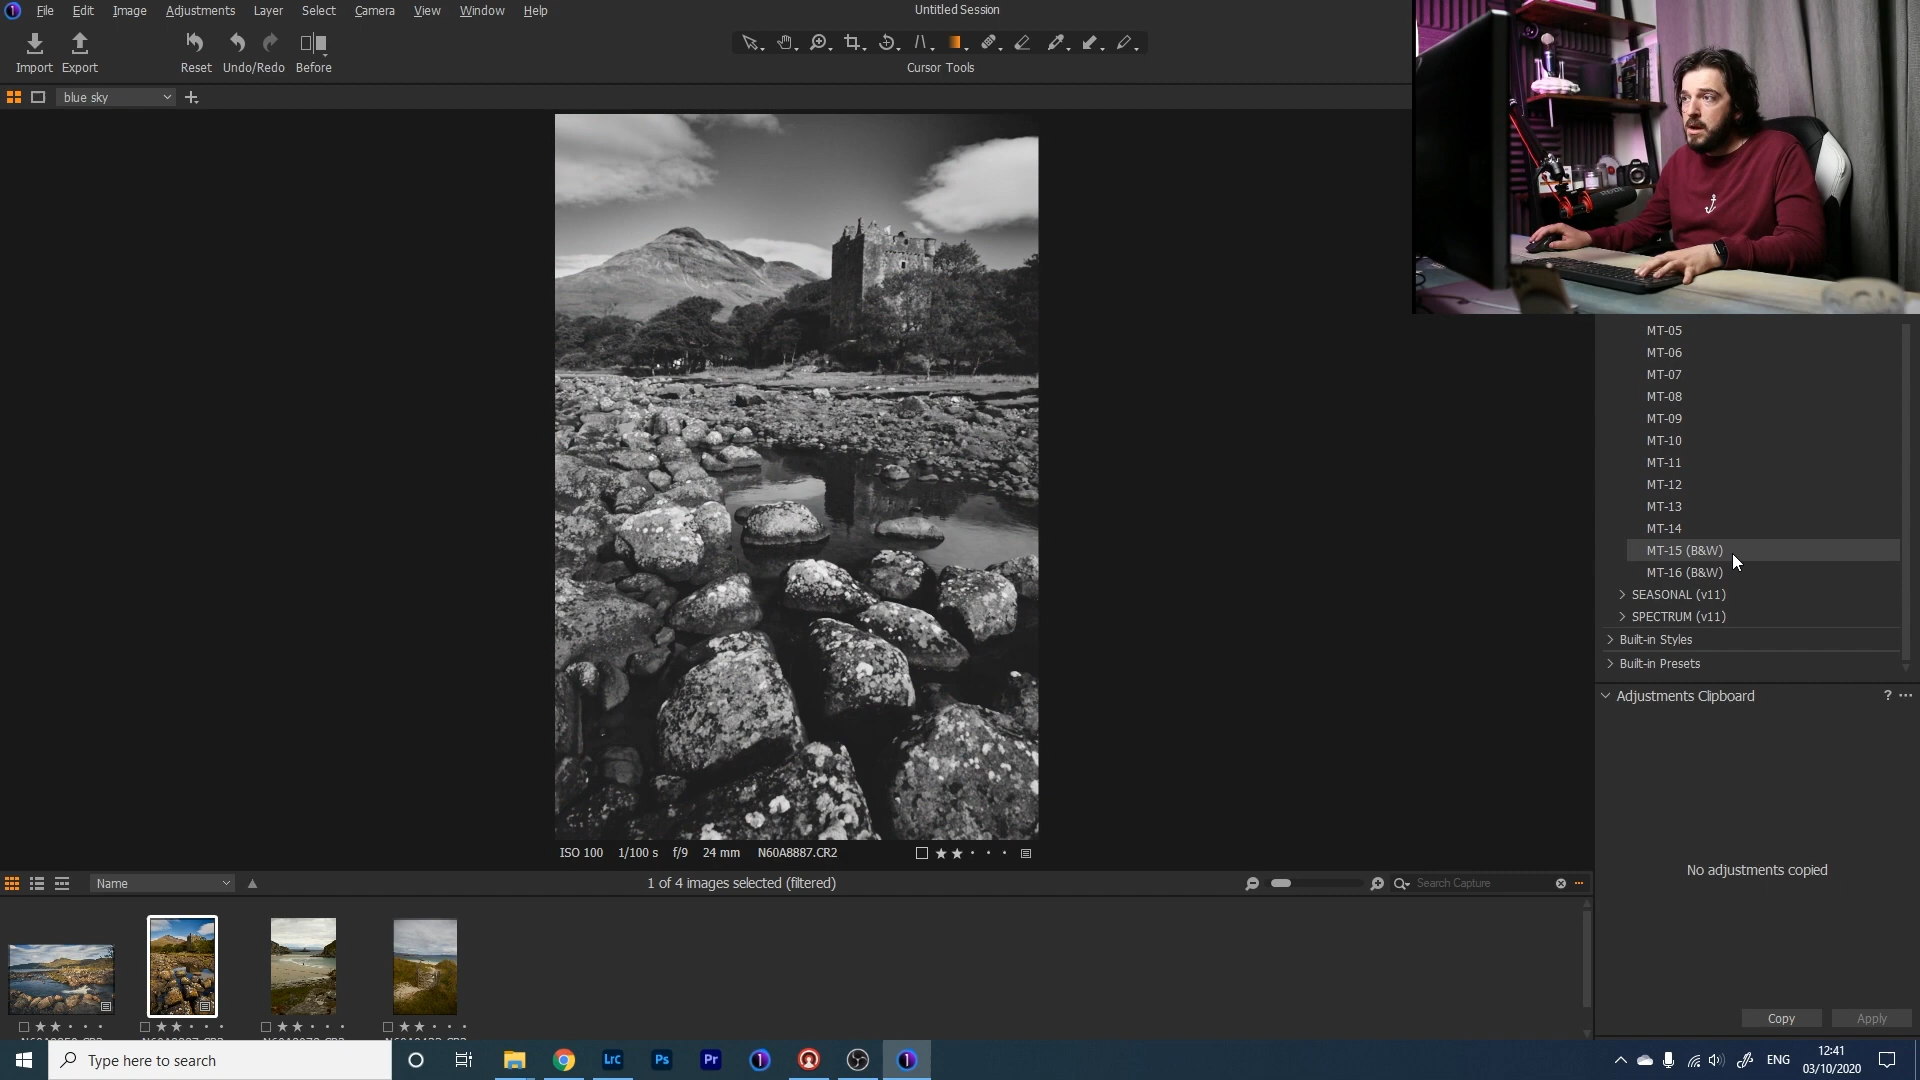 File Edit Image Adjustments Layer Select Camera View Window Help
Untitled Session
Import Export Reset Undo/Redo Before
Cursor Tools
blue sky
MT-05
MT-06
MT-07
MT-08
MT-09
MT-10
MT-11
MT-12
MT-13
MT-14
MT-15 (B&W)
MT-16 (B&W)
SEASONAL (v11)
SPECTRUM (v11)
Built-in Styles
Built-in Presets
Adjustments Clipboard ?
No adjustments copied
Copy Apply
ISO 100 1/100 s f/9 24 mm N60A8887.CR2
Name
1 of 4 images selected (filtered)
Search Capture
Type here to search
Lrc Ps Pr
ENG
12:41
03/10/2020